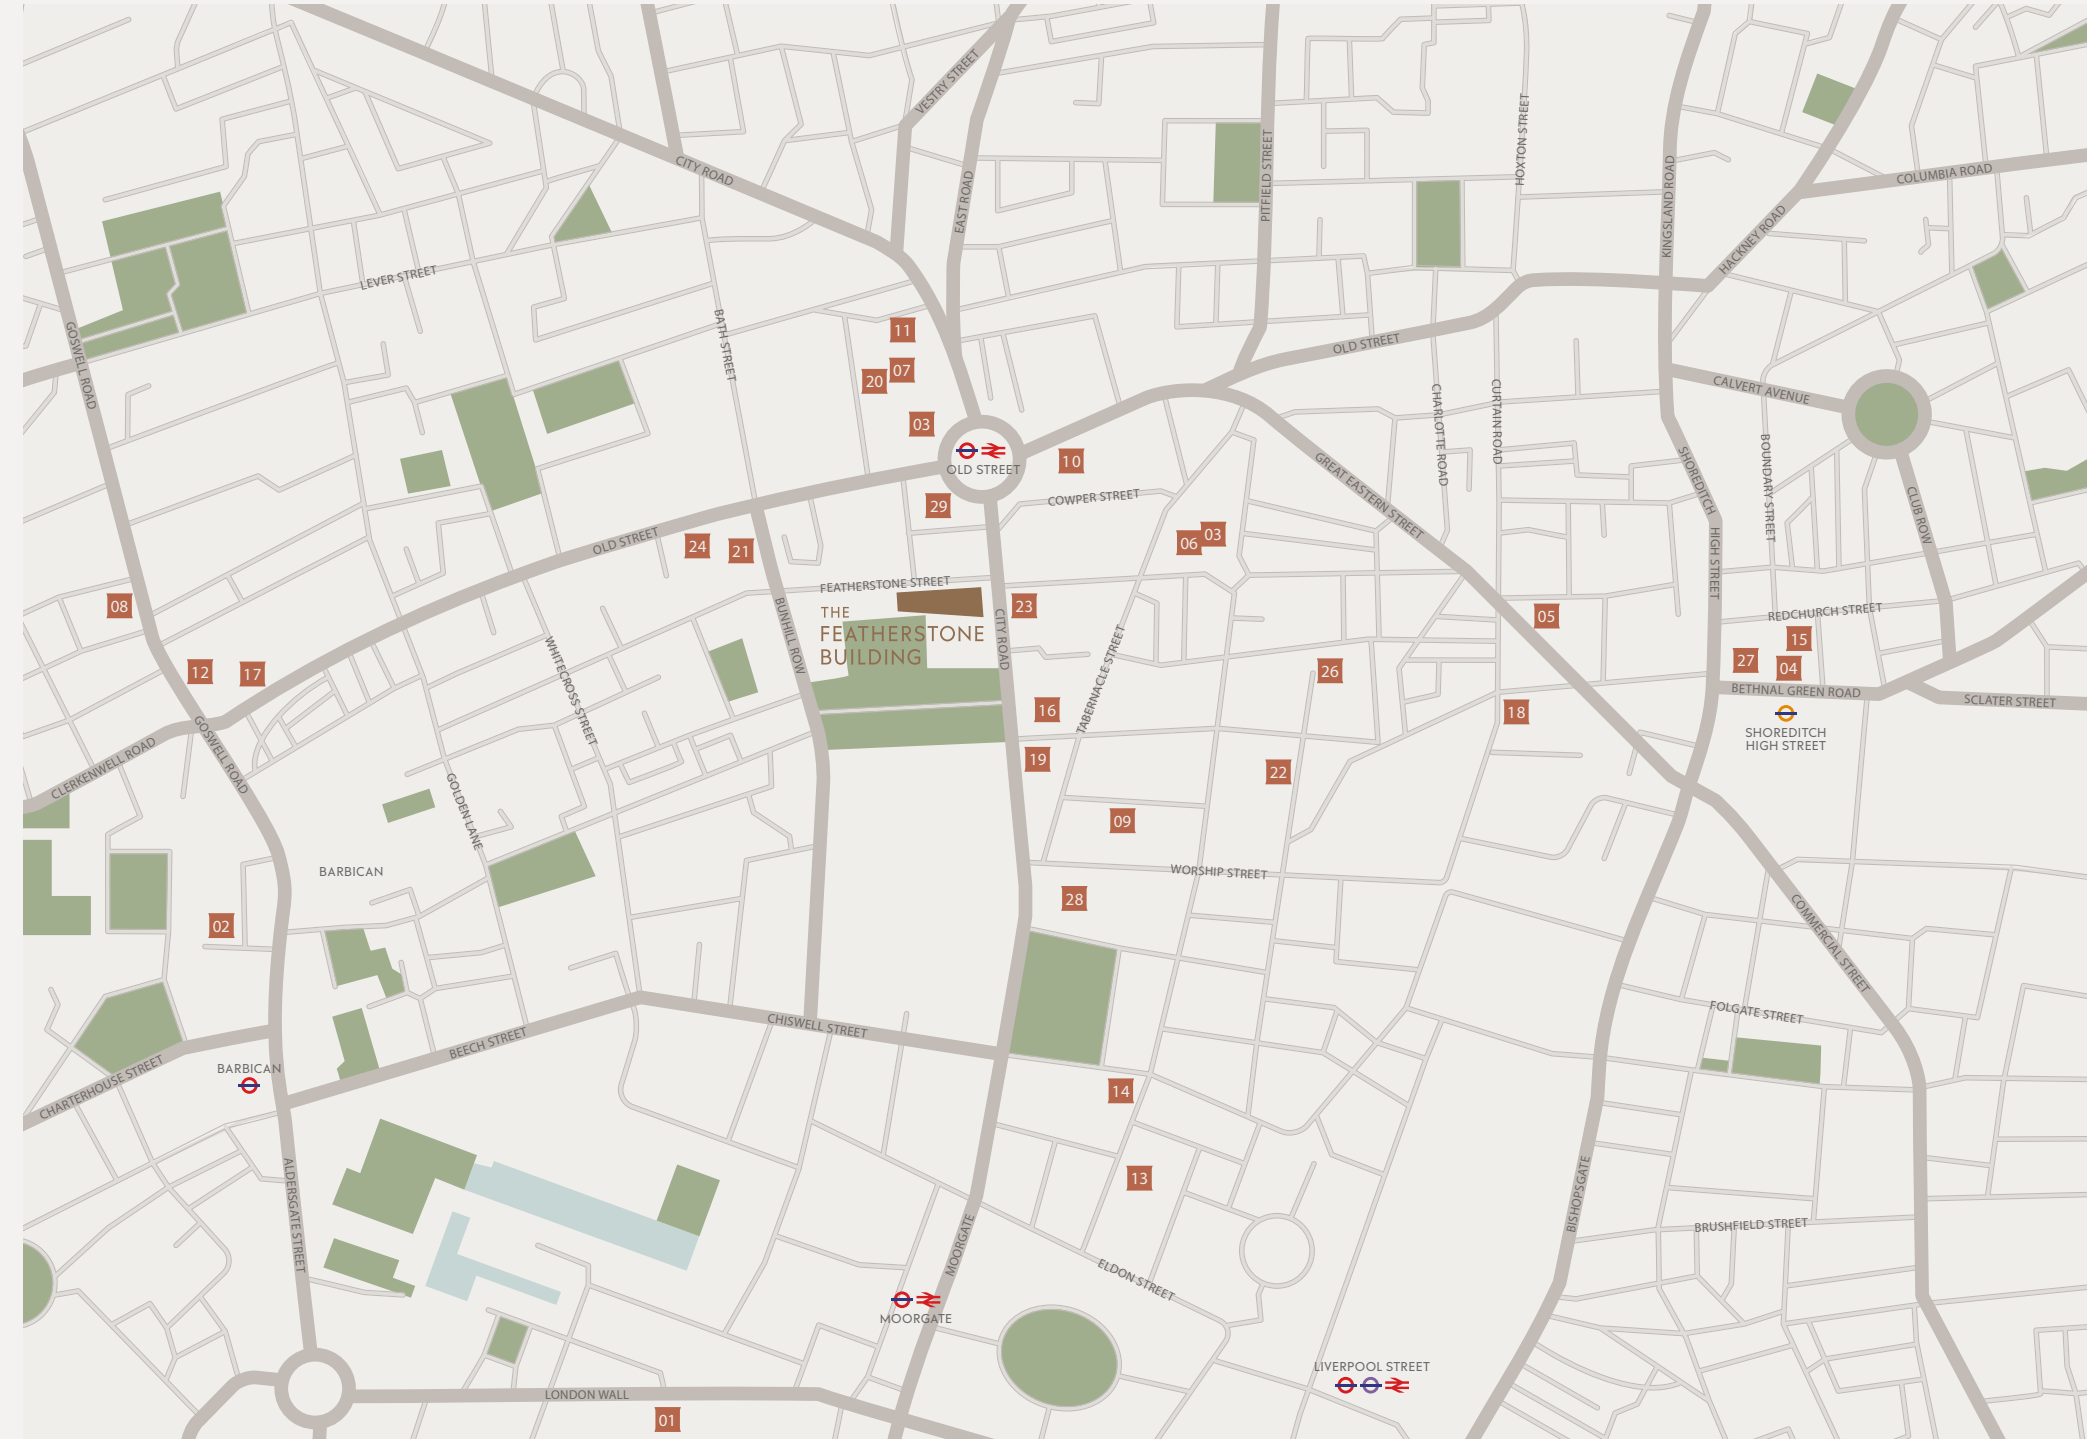 VESTRY STREET
CITY ROAD
EAST ROAD
PITFIELD STREET
HOXTON STREET
KINGSLAND ROAD
COLUMBIA ROAD
HACKNEY ROAD
LEVER STREET
GOSWELL ROAD
BATH STREET
11
07
20
03
OLD STREET
CALVERT AVENUE
CHARLOTTE ROAD
CURTAIN ROAD
OLD STREET
10
29
COWPER STREET
GREAT EASTERN STREET
SHOREDITCH
HIGH STREET
BOUNDARY STREET
CLUB ROW
OLD STREET
24
21
06
03
FEATHERSTONE STREET
THE
FEATHERSTONE
BUILDING
BUNHILL ROW
CITY ROAD
23
08
05
REDCHURCH STREET
15
27
04
BETHNAL GREEN ROAD
SCLATER STREET
SHOREDITCH
HIGH STREET
12
17
WHITECROSS STREET
TABERNACLE STREET
26
16
18
19
22
GOSWELL ROAD
CLERKENWELL ROAD
GOLDEN LANE
09
BARBICAN
WORSHIP STREET
28
02
COMMERCIAL STREET
FOLGATE STREET
CHISWELL STREET
BEECH STREET
BARBICAN
CHARTERHOUSE STREET
14
13
ALDERSGATE STREET
BISHOPSGATE
BRUSHFIELD STREET
MOORGATE
ELDON STREET
MOORGATE
LIVERPOOL STREET
LONDON WALL
01